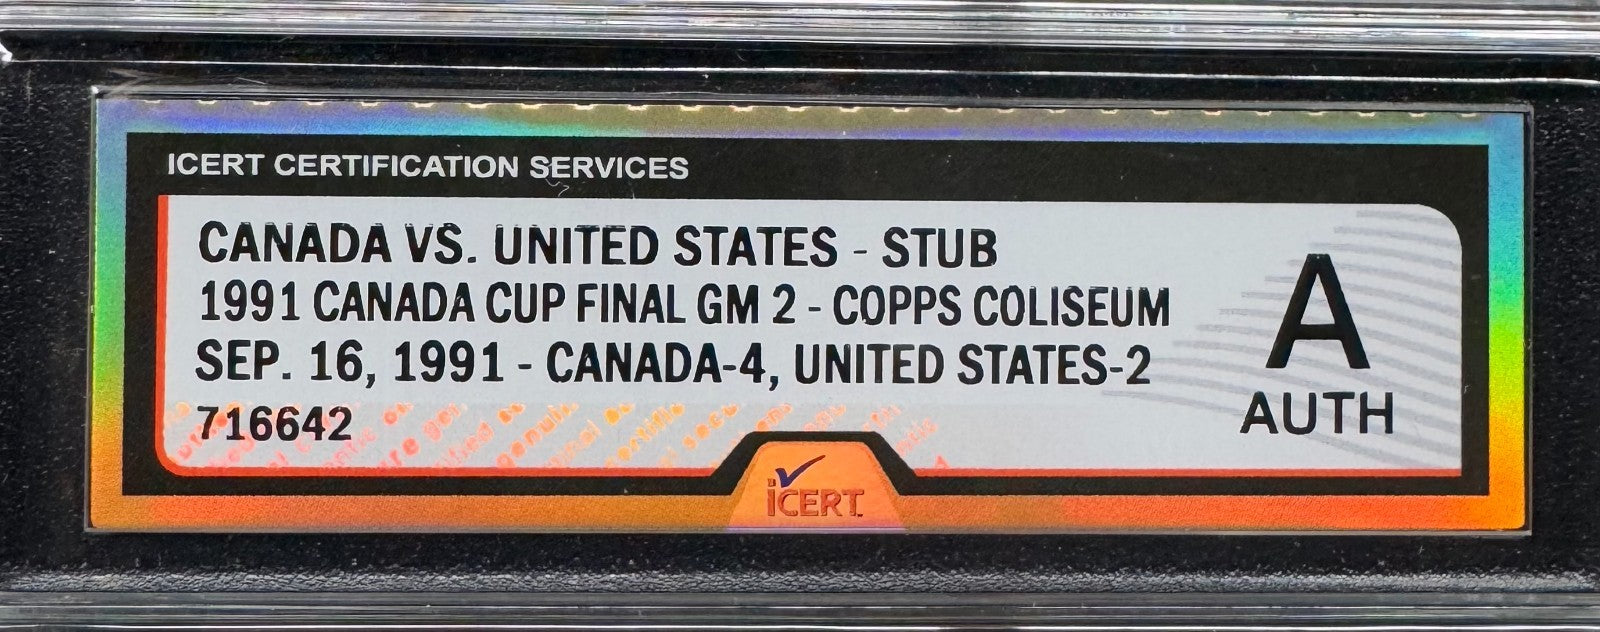 ICERT CERTIFICATION SERVICES
CANADA VS. UNITED STATES - STUB
1991 CANADA CUP FINAL GM 2 - COPPS COLISEUM
SEP. 16, 1991 - CANADA-4, UNITED STATES-2
716642
A
AUTH
iCERT